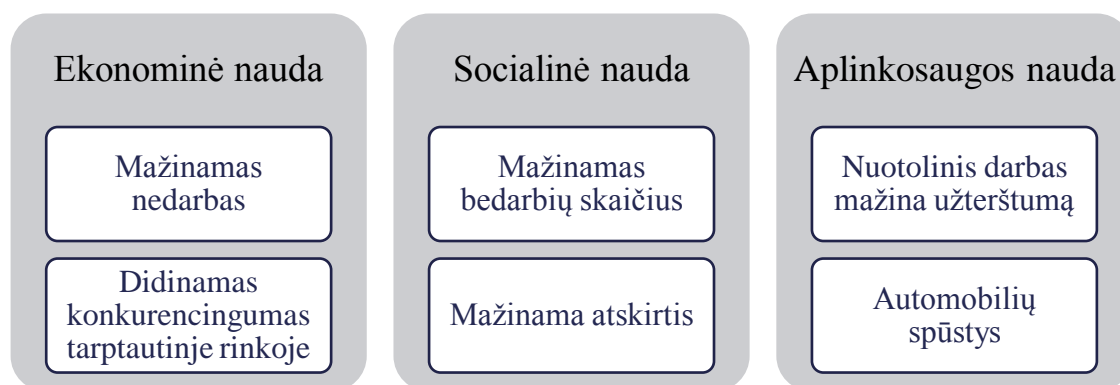 Ekonominė nauda
Mažinamas
nedarbas
Didinamas
konkurencingumas
tarptautinje rinkoje
Socialinė nauda
Mažinamas
bedarbių skaičius
Mažinama atskirtis
Aplinkosaugos nauda
Nuotolinis darbas
mažina užterštumą
Automobilių
spūstys